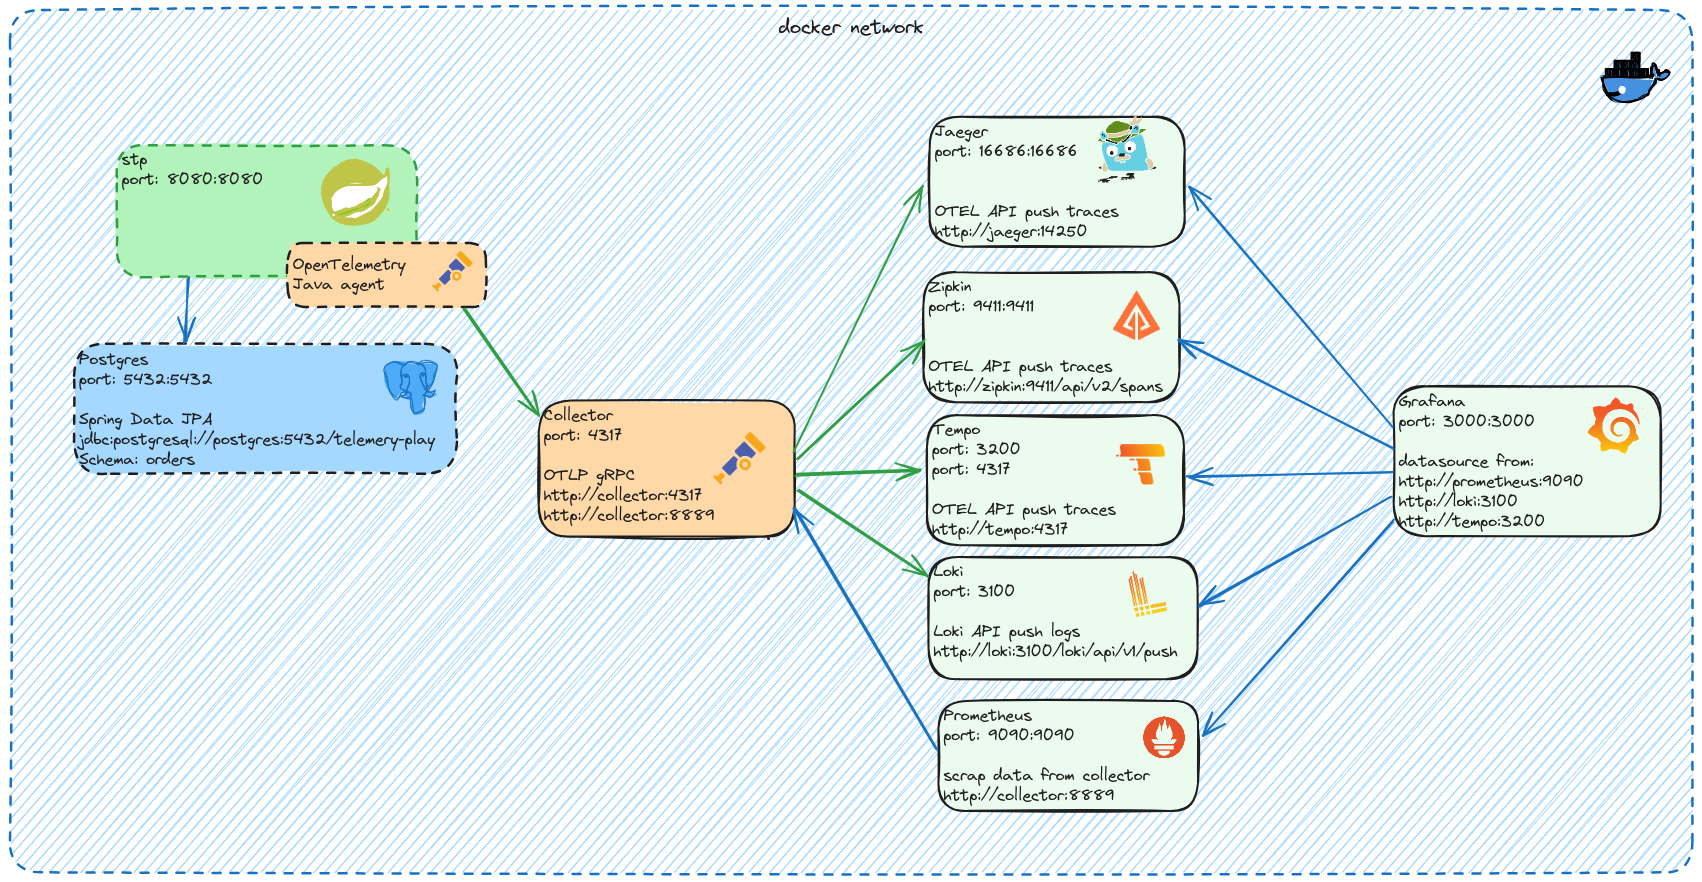 docker network
stp
port: 8080:8080
OpenTelemetry
Java agent
Postgres
port: 5432:5432
Spring Data JPA
jdbc:postgresql://postgres:5432/telemery-play
Schema: orders
Collector
port: 4317
OTLP gRPC
http://collector:4317
http://collector:8889
Jaeger
port: 16686:16686
OTEL API push traces
http://jaeger:14250
Zipkin
port: 9411:9411
OTEL API push traces
http://zipkin:9411/api/v2/spans
Tempo
port: 3200
port: 4317
OTEL API push traces
http://tempo:4317
Loki
port: 3100
Loki API push logs
http://loki:3100/loki/api/v1/push
Prometheus
port: 9090:9090
scrap data from collector
http://collector:8889
Grafana
port: 3000:3000
datasource from:
http://prometheus:9090
http://loki:3100
http://tempo:3200